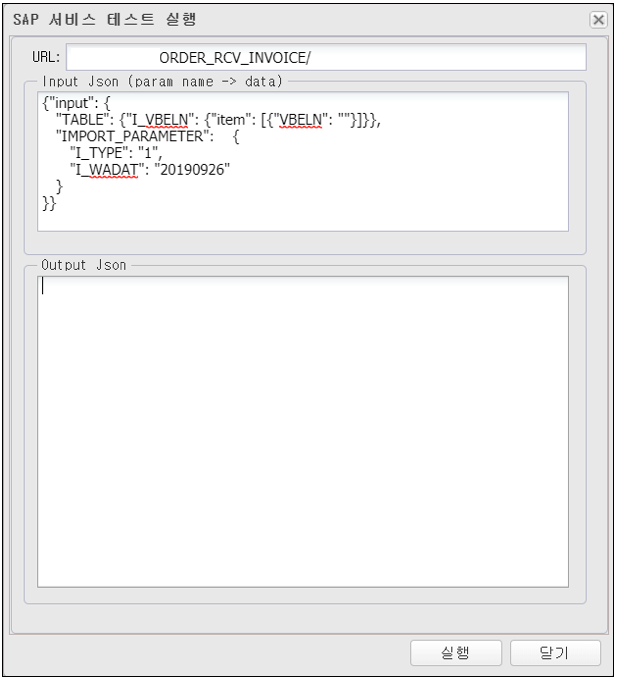 SAP 서비스 테스트 실행
URL: ORDER_RCV_INVOICE/
Input Json (param name -> data)
{"input": {
"TABLE": {"I_VBELN": {"item": [{"VBELN": ""}]}},
"IMPORT_PARAMETER": {
"I_TYPE": "1",
"I_WADAT": "20190926"
}
}}
Output Json
실행 닫기